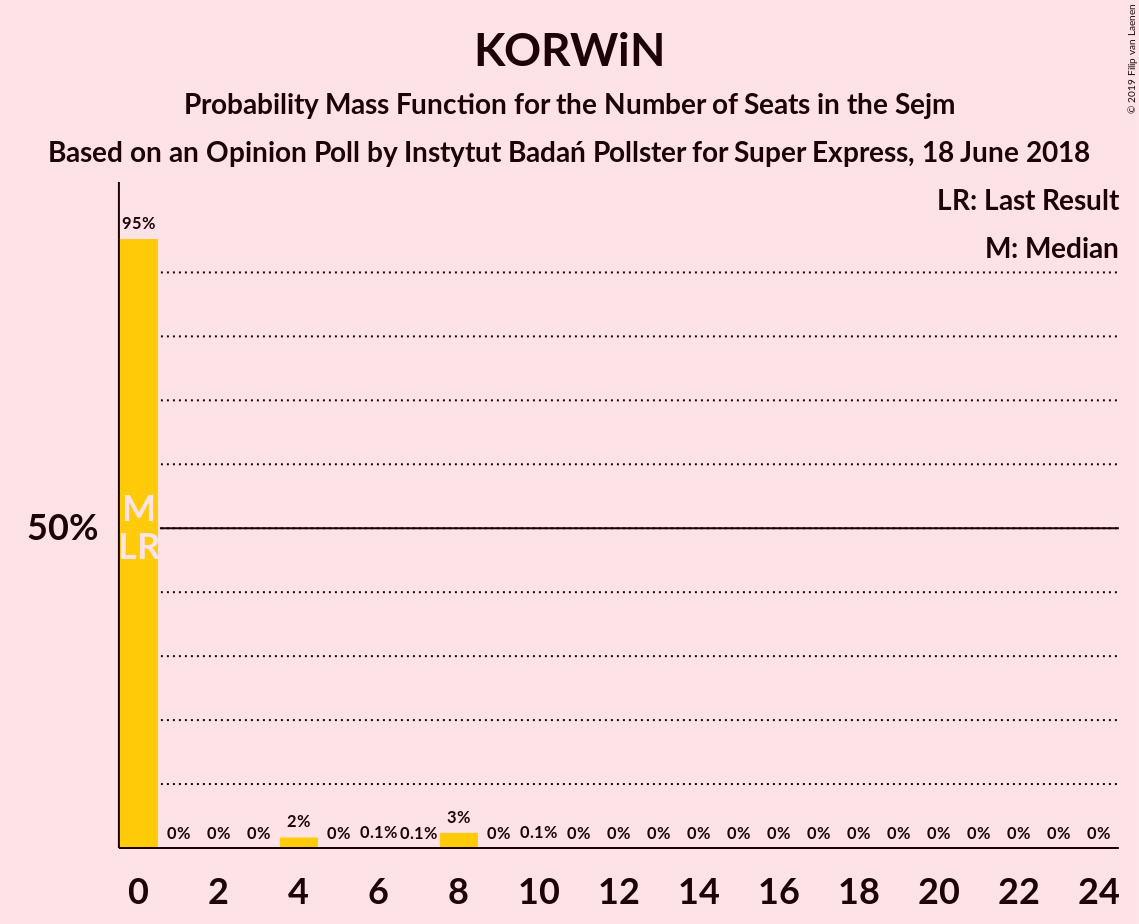 KORWiN
Probability Mass Function for the Number of Seats in the Sejm
Based on an Opinion Poll by Instytut Badań Pollster for Super Express, 18 June 2018
© 2019 Filip van Laenen
LR: Last Result
M: Median
95%
M
LR
50%
0% 0% 0% 2% 0% 0.1% 0.1% 3% 0% 0.1% 0% 0% 0% 0% 0% 0% 0% 0% 0% 0% 0% 0% 0% 0%
0 2 4 6 8 10 12 14 16 18 20 22 24